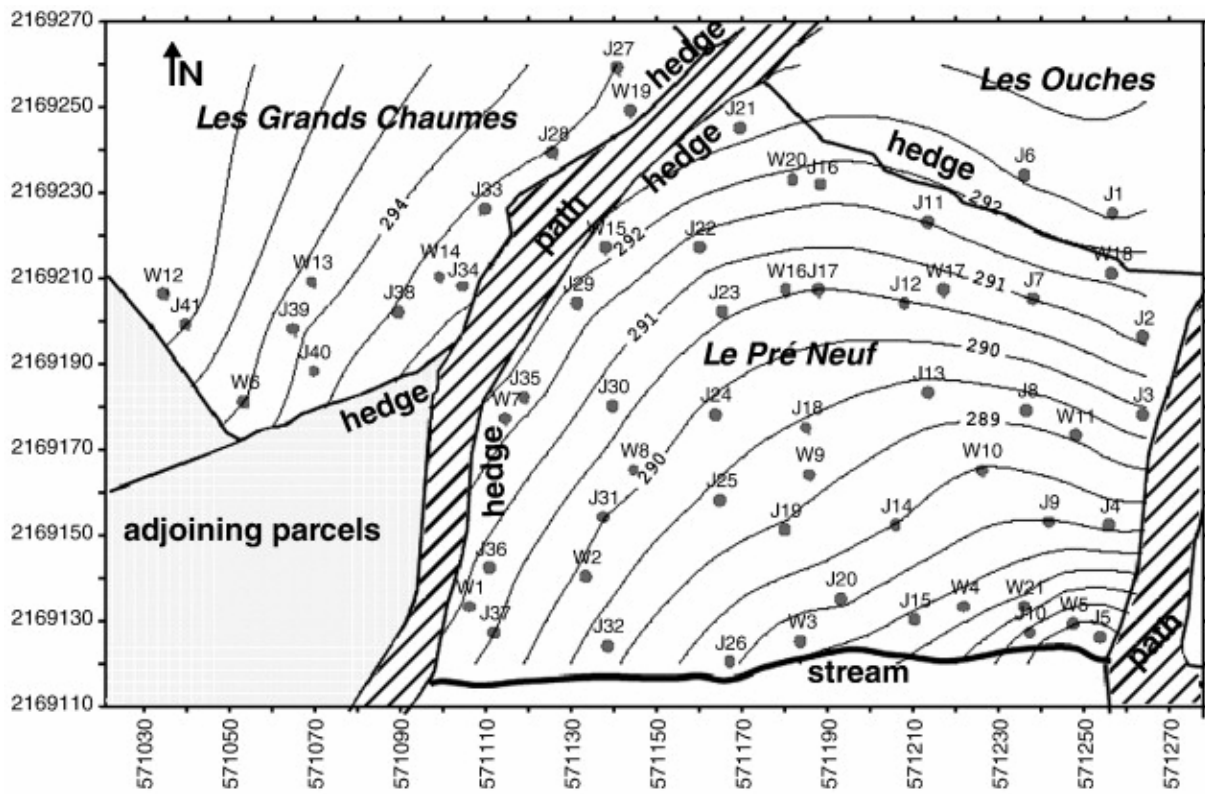 2169270
2169250
2169230
2169210
2169190
2169170
2169150
2169130
2169110
N
Les Grands Chaumes
Les Ouches
Le Pré Neuf
hedge
hedge
hedge
hedge
hedge
path
path
adjoining parcels
stream
J27
W19
J21
J28
W20
J16
J6
J33
J11
J1
294
292
292
W15
J22
W18
W12
W13
W14
J34
J29
W16
J17
J12
W17
291
J7
J41
J39
J38
J23
291
J2
J40
290
W6
J35
W7
J30
J24
J13
J8
J3
J18
289
W11
W8
290
W9
W10
J31
J25
J19
J14
J9
J4
J36
W2
W1
J20
J15
W4
W21
J37
W3
J10
W5
J5
J32
J26
571030
571050
571070
571090
571110
571130
571150
571170
571190
571210
571230
571250
571270